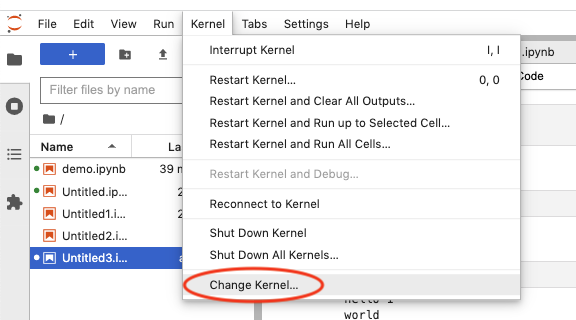 File Edit View Run Kernel Tabs Settings Help
Interrupt Kernel I, I
Restart Kernel... 0, 0
Restart Kernel and Clear All Outputs...
Restart Kernel and Run up to Selected Cell...
Restart Kernel and Run All Cells...
Restart Kernel and Debug...
Reconnect to Kernel
Shut Down Kernel
Shut Down All Kernels...
Change Kernel...
+
Filter files by name
/
Name La
demo.ipynb 39 m
Untitled.ip... 2
Untitled1.i... 2
Untitled2.i...
Untitled3.i... a
.ipynb
Code
world